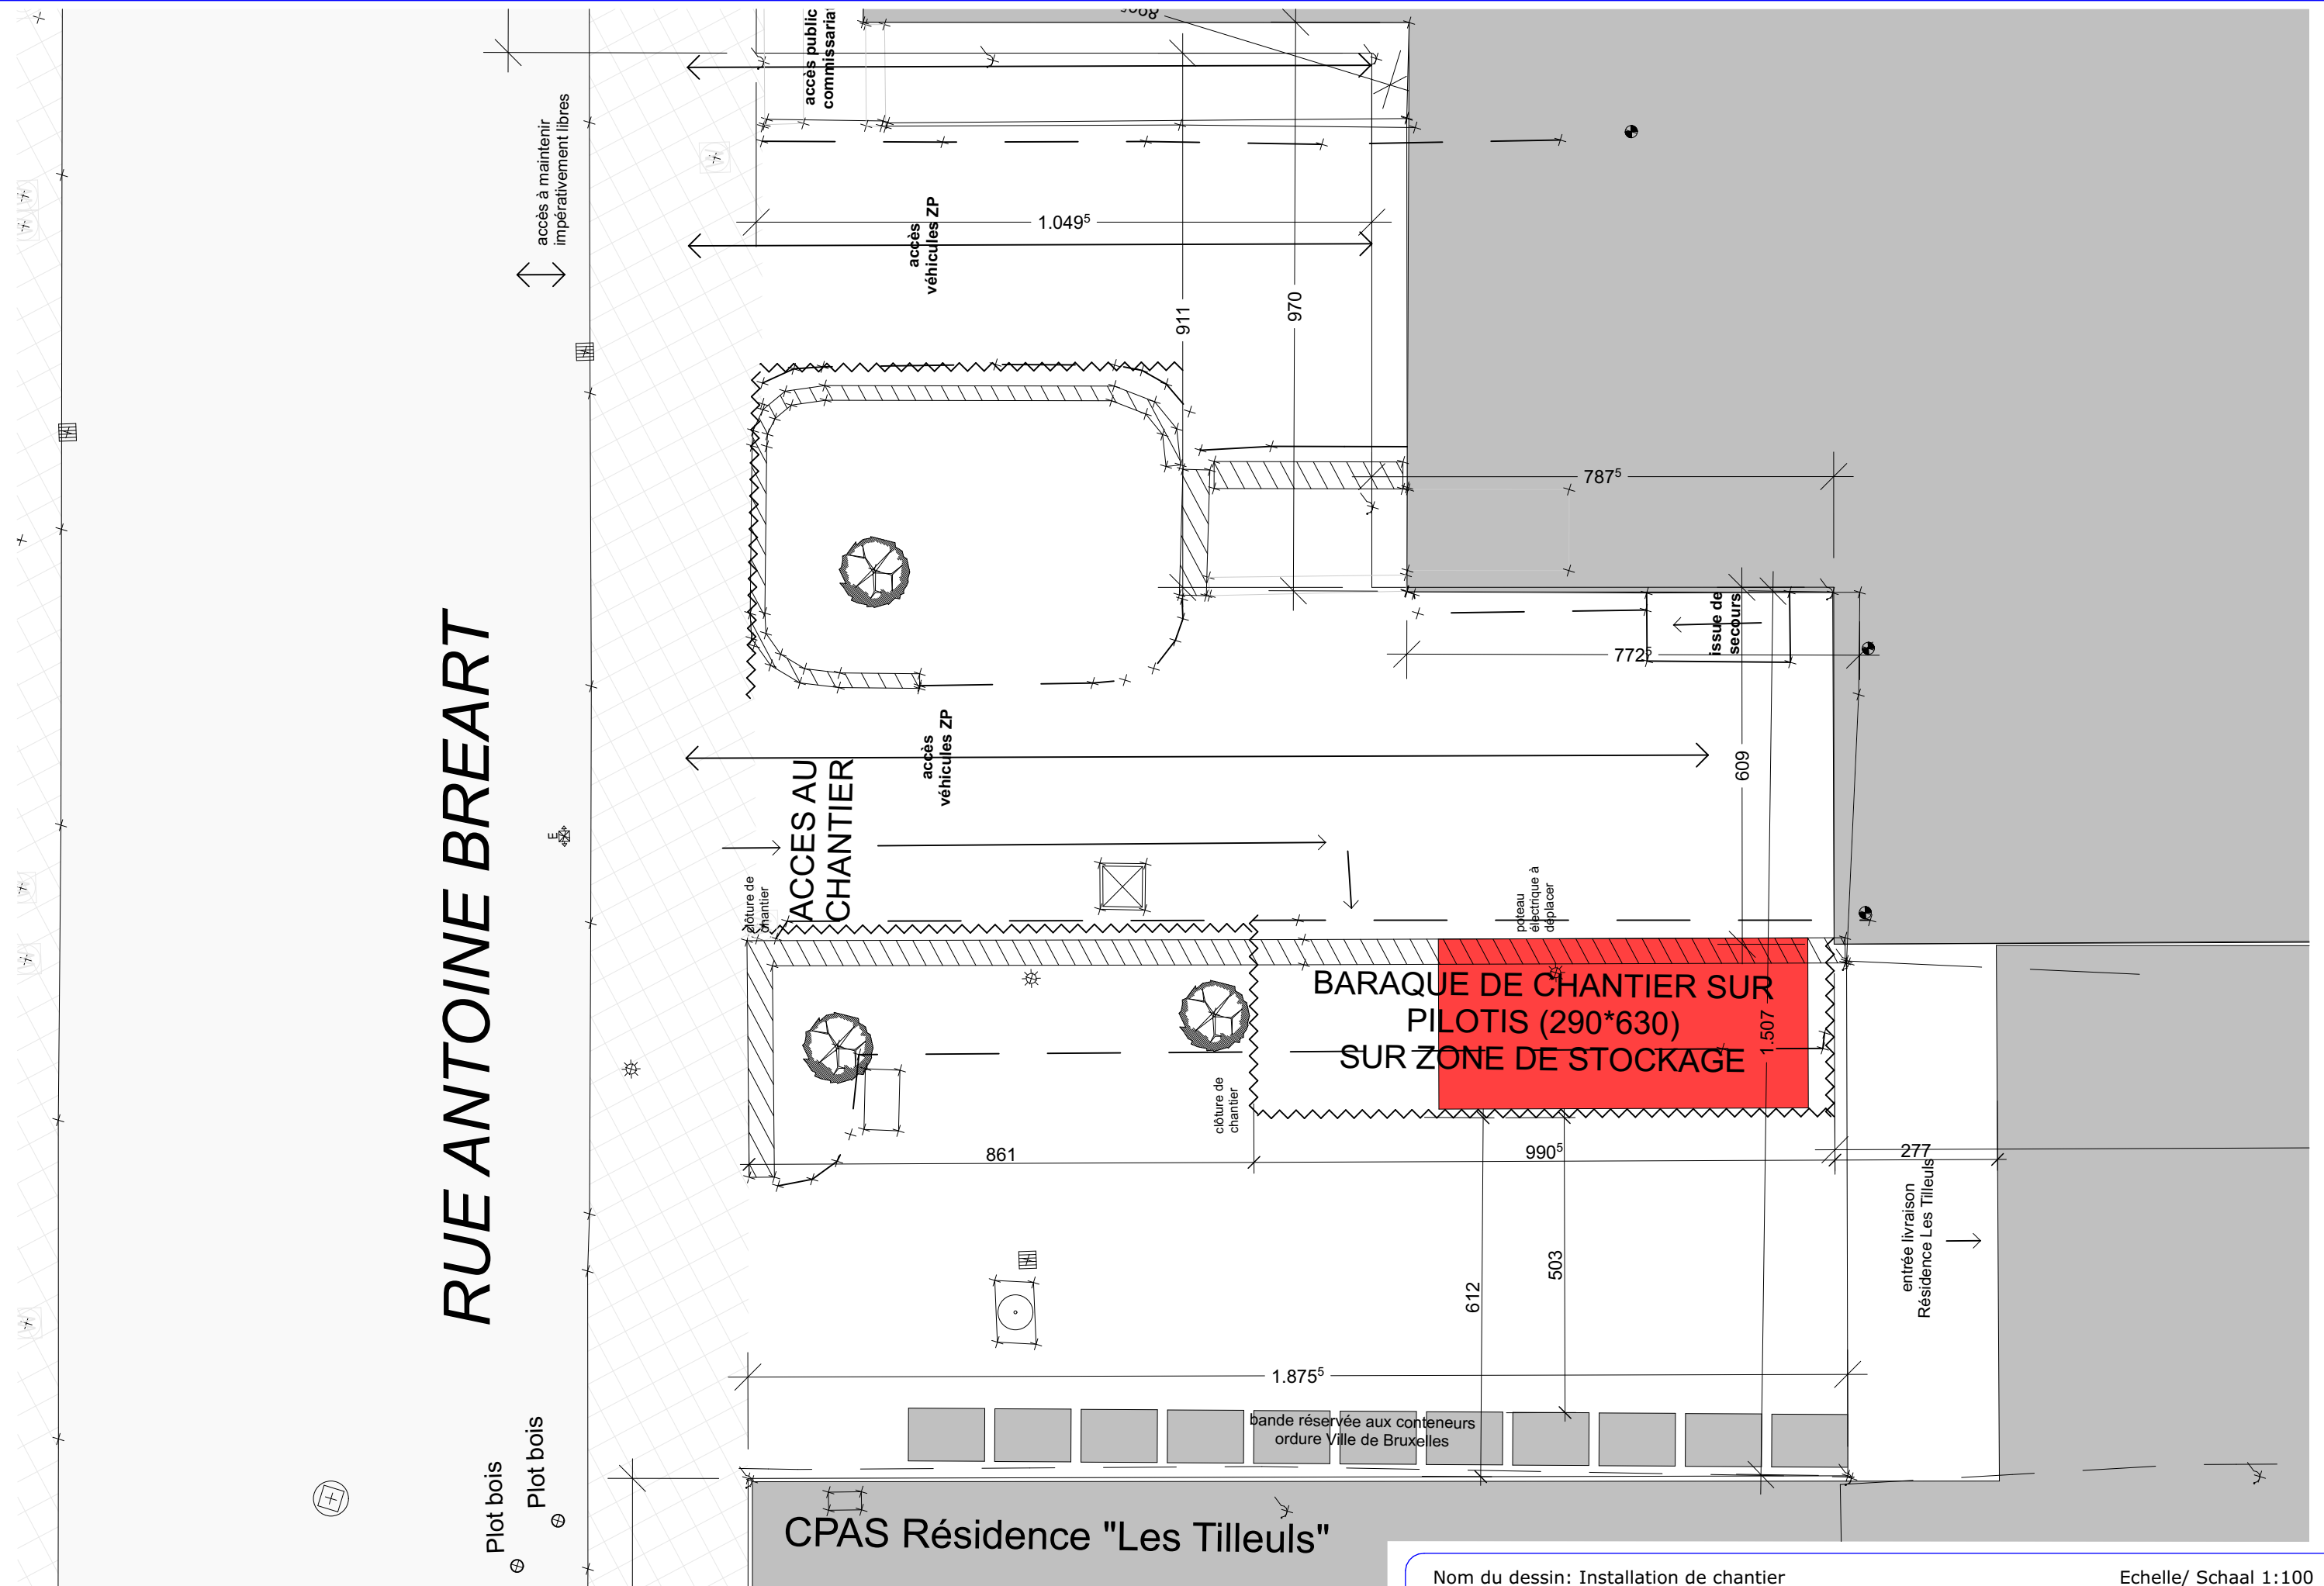 accès public
commissariat
accès à maintenir
impérativement libres
1.049⁵
accès
véhicules ZP
911
970
787⁵
issue de
secours
772⁵
RUE ANTOINE BREART
accès
véhicules ZP
609
ACCES AU
CHANTIER
E
clôture de
chantier
poteau
électrique à
déplacer
BARAQUE DE CHANTIER SUR
PILOTIS (290*630)
SUR ZONE DE STOCKAGE
1.507
clôture de
chantier
861
990⁵
277
entrée livraison
Résidence Les Tilleuls
612
503
1.875⁵
bande réservée aux conteneurs
ordure Ville de Bruxelles
Plot bois
Plot bois
CPAS Résidence "Les Tilleuls"
Nom du dessin: Installation de chantier
Echelle/ Schaal 1:100